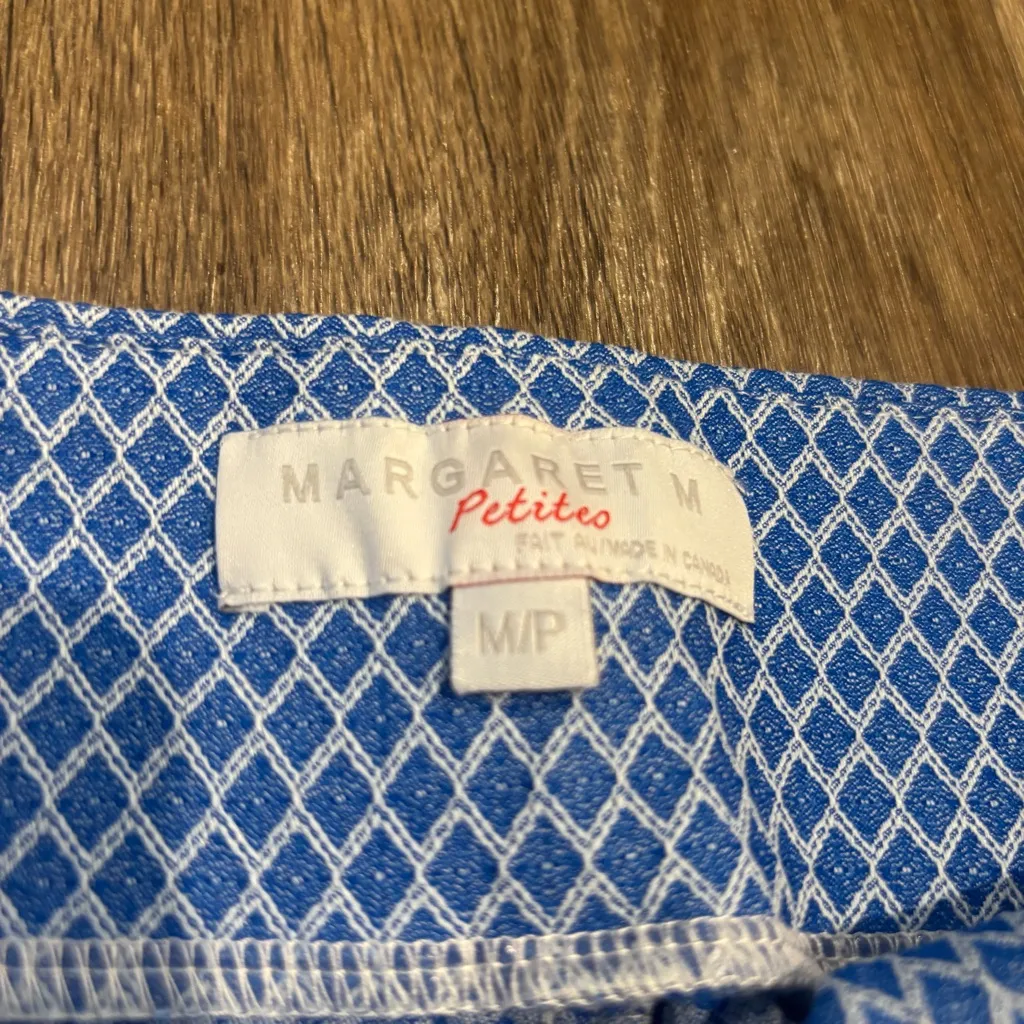 MARGARET M
Petites
FAIT AU/MADE IN CANADA
M/P